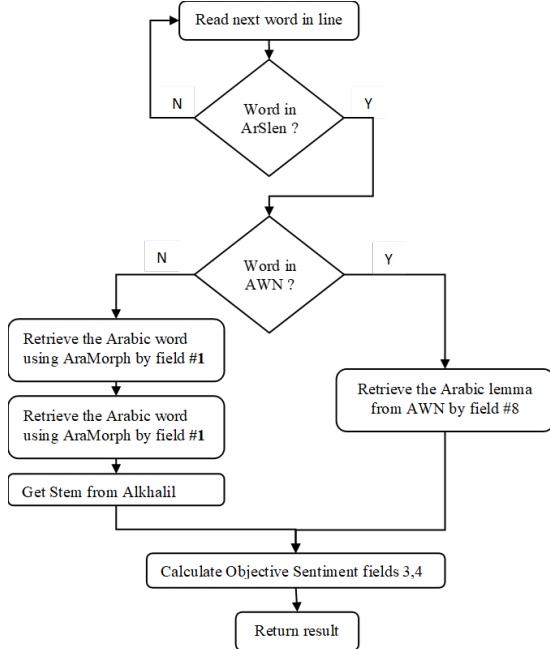 Read next word in line
N
Y
Word in
ArSlen ?
N
Y
Word in
AWN ?
Retrieve the Arabic word
using AraMorph by field #1
Retrieve the Arabic lemma
from AWN by field #8
Retrieve the Arabic word
using AraMorph by field #1
Get Stem from Alkhalil
Calculate Objective Sentiment fields 3,4
Return result